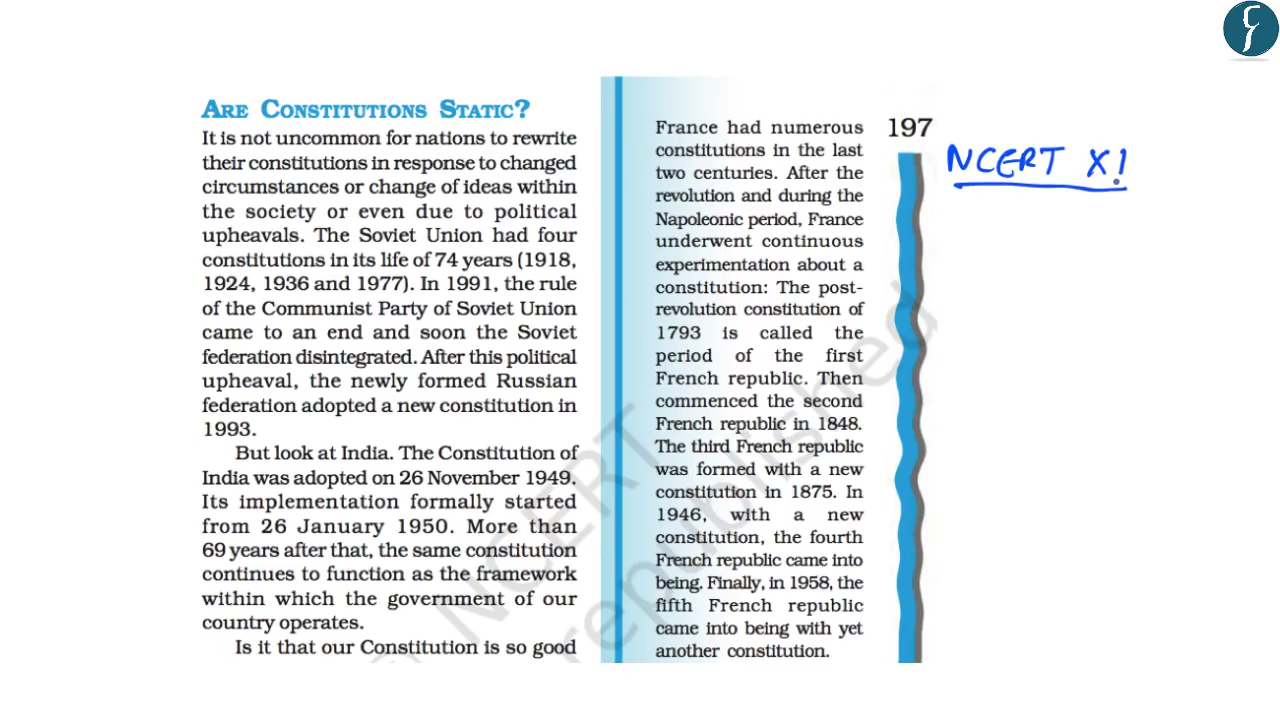 ARE CONSTITUTIONS STATIC?
It is not uncommon for nations to rewrite
their constitutions in response to changed
circumstances or change of ideas within
the society or even due to political
upheavals. The Soviet Union had four
constitutions in its life of 74 years (1918,
1924, 1936 and 1977). In 1991, the rule
of the Communist Party of Soviet Union
came to an end and soon the Soviet
federation disintegrated. After this political
upheaval, the newly formed Russian
federation adopted a new constitution in
1993.
But look at India. The Constitution of
India was adopted on 26 November 1949.
Its implementation formally started
from 26 January 1950. More than
69 years after that, the same constitution
continues to function as the framework
within which the government of our
country operates.
Is it that our Constitution is so good
France had numerous
constitutions in the last
two centuries. After the
revolution and during the
Napoleonic period, France
underwent continuous
experimentation about a
constitution: The post-
revolution constitution of
1793 is called the
period of the first
French republic. Then
commenced the second
French republic in 1848.
The third French republic
was formed with a new
constitution in 1875. In
1946, with a new
constitution, the fourth
French republic came into
being. Finally, in 1958, the
fifth French republic
came into being with yet
another constitution.
197
NCERT XI
NCERT
republished